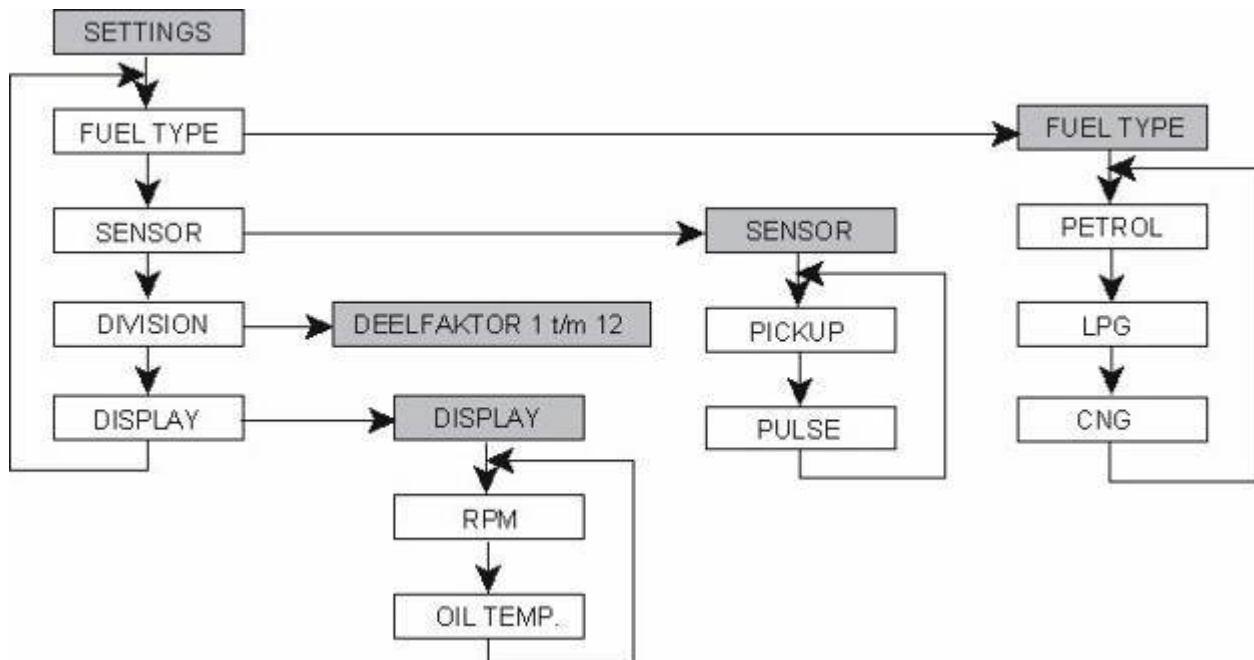 SETTINGS
FUEL TYPE
FUEL TYPE
SENSOR
SENSOR
PETROL
DIVISION
DEELFAKTOR 1 t/m 12
PICKUP
LPG
DISPLAY
DISPLAY
PULSE
CNG
RPM
OIL TEMP.